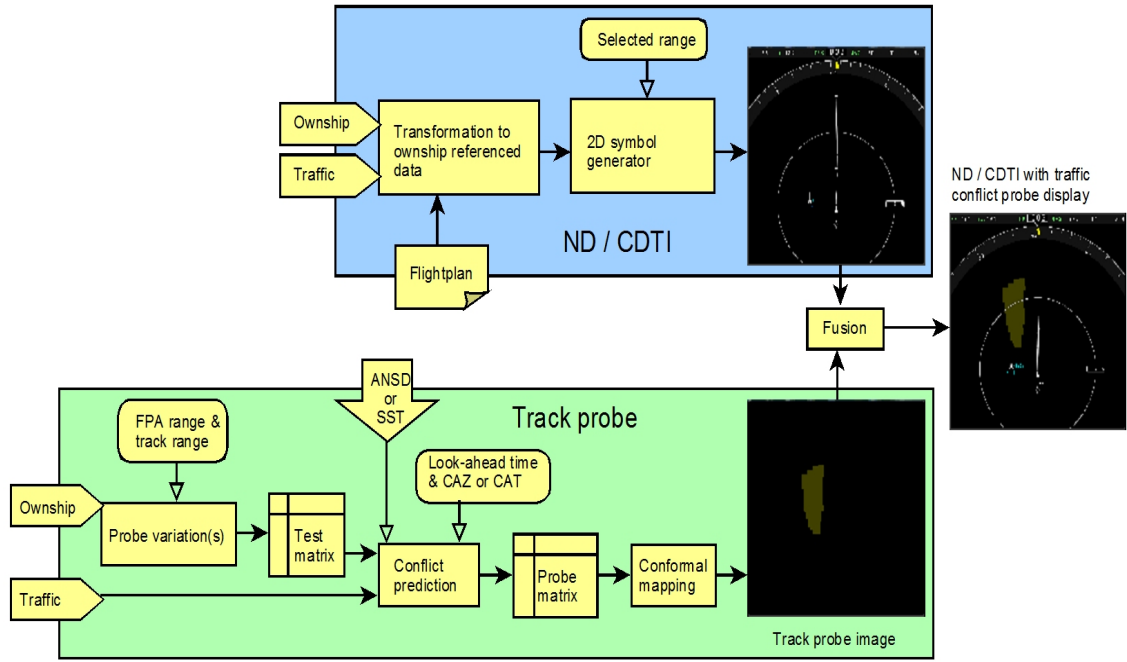 Selected range
Ownship
Traffic
Transformation to
ownship referenced
data
2D symbol
generator
ND / CDTI
Flightplan
ND / CDTI with traffic
conflict probe display
Fusion
ANSD
or
SST
Track probe
FPA range &
track range
Look-ahead time
& CAZ or CAT
Ownship
Probe variation(s)
Test
matrix
Conflict
prediction
Probe
matrix
Conformal
mapping
Traffic
Track probe image